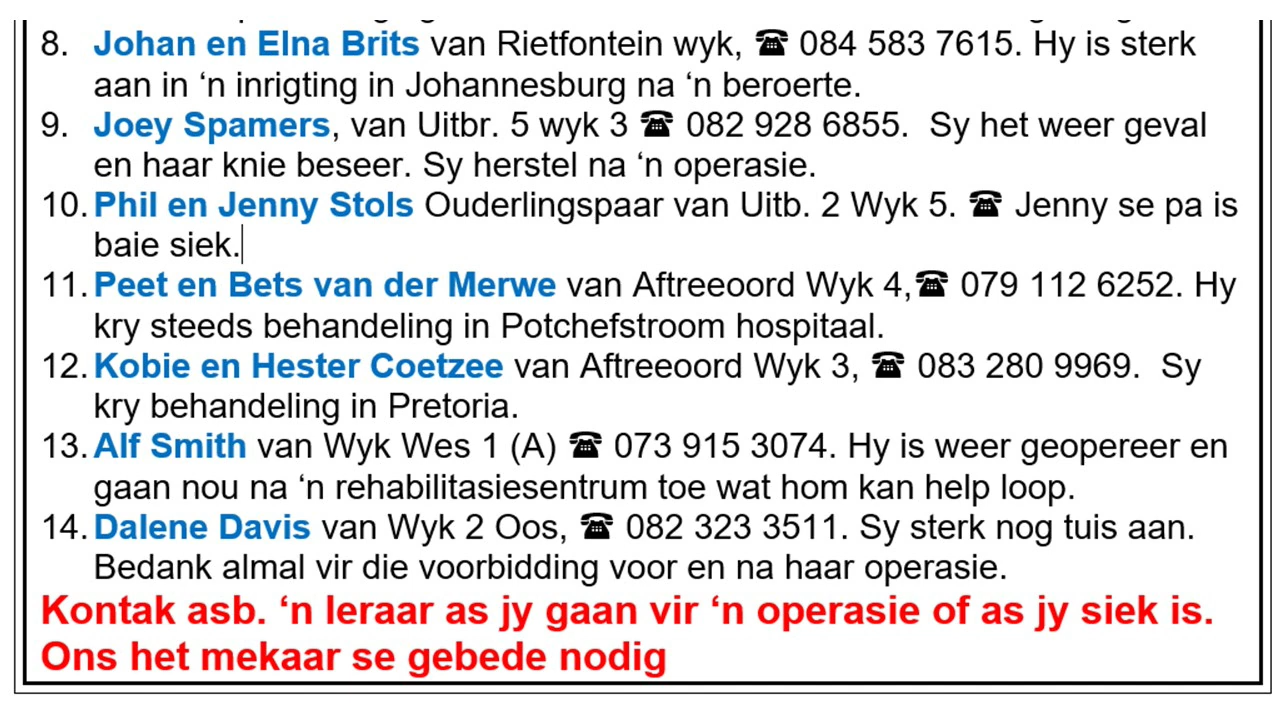 8. Johan en Elna Brits van Rietfontein wyk, ☎ 084 583 7615. Hy is sterk
aan in ‘n inrigting in Johannesburg na ‘n beroerte.
9. Joey Spamers, van Uitbr. 5 wyk 3 ☎ 082 928 6855. Sy het weer geval
en haar knie beseer. Sy herstel na ‘n operasie.
10. Phil en Jenny Stols Ouderlingspaar van Uitb. 2 Wyk 5. ☎ Jenny se pa is
baie siek.
11. Peet en Bets van der Merwe van Aftreeoord Wyk 4,☎ 079 112 6252. Hy
kry steeds behandeling in Potchefstroom hospitaal.
12. Kobie en Hester Coetzee van Aftreeoord Wyk 3, ☎ 083 280 9969. Sy
kry behandeling in Pretoria.
13. Alf Smith van Wyk Wes 1 (A) ☎ 073 915 3074. Hy is weer geopereer en
gaan nou na ‘n rehabilitasiesentrum toe wat hom kan help loop.
14. Dalene Davis van Wyk 2 Oos, ☎ 082 323 3511. Sy sterk nog tuis aan.
Bedank almal vir die voorbidding voor en na haar operasie.
Kontak asb. ‘n leraar as jy gaan vir ‘n operasie of as jy siek is.
Ons het mekaar se gebede nodig